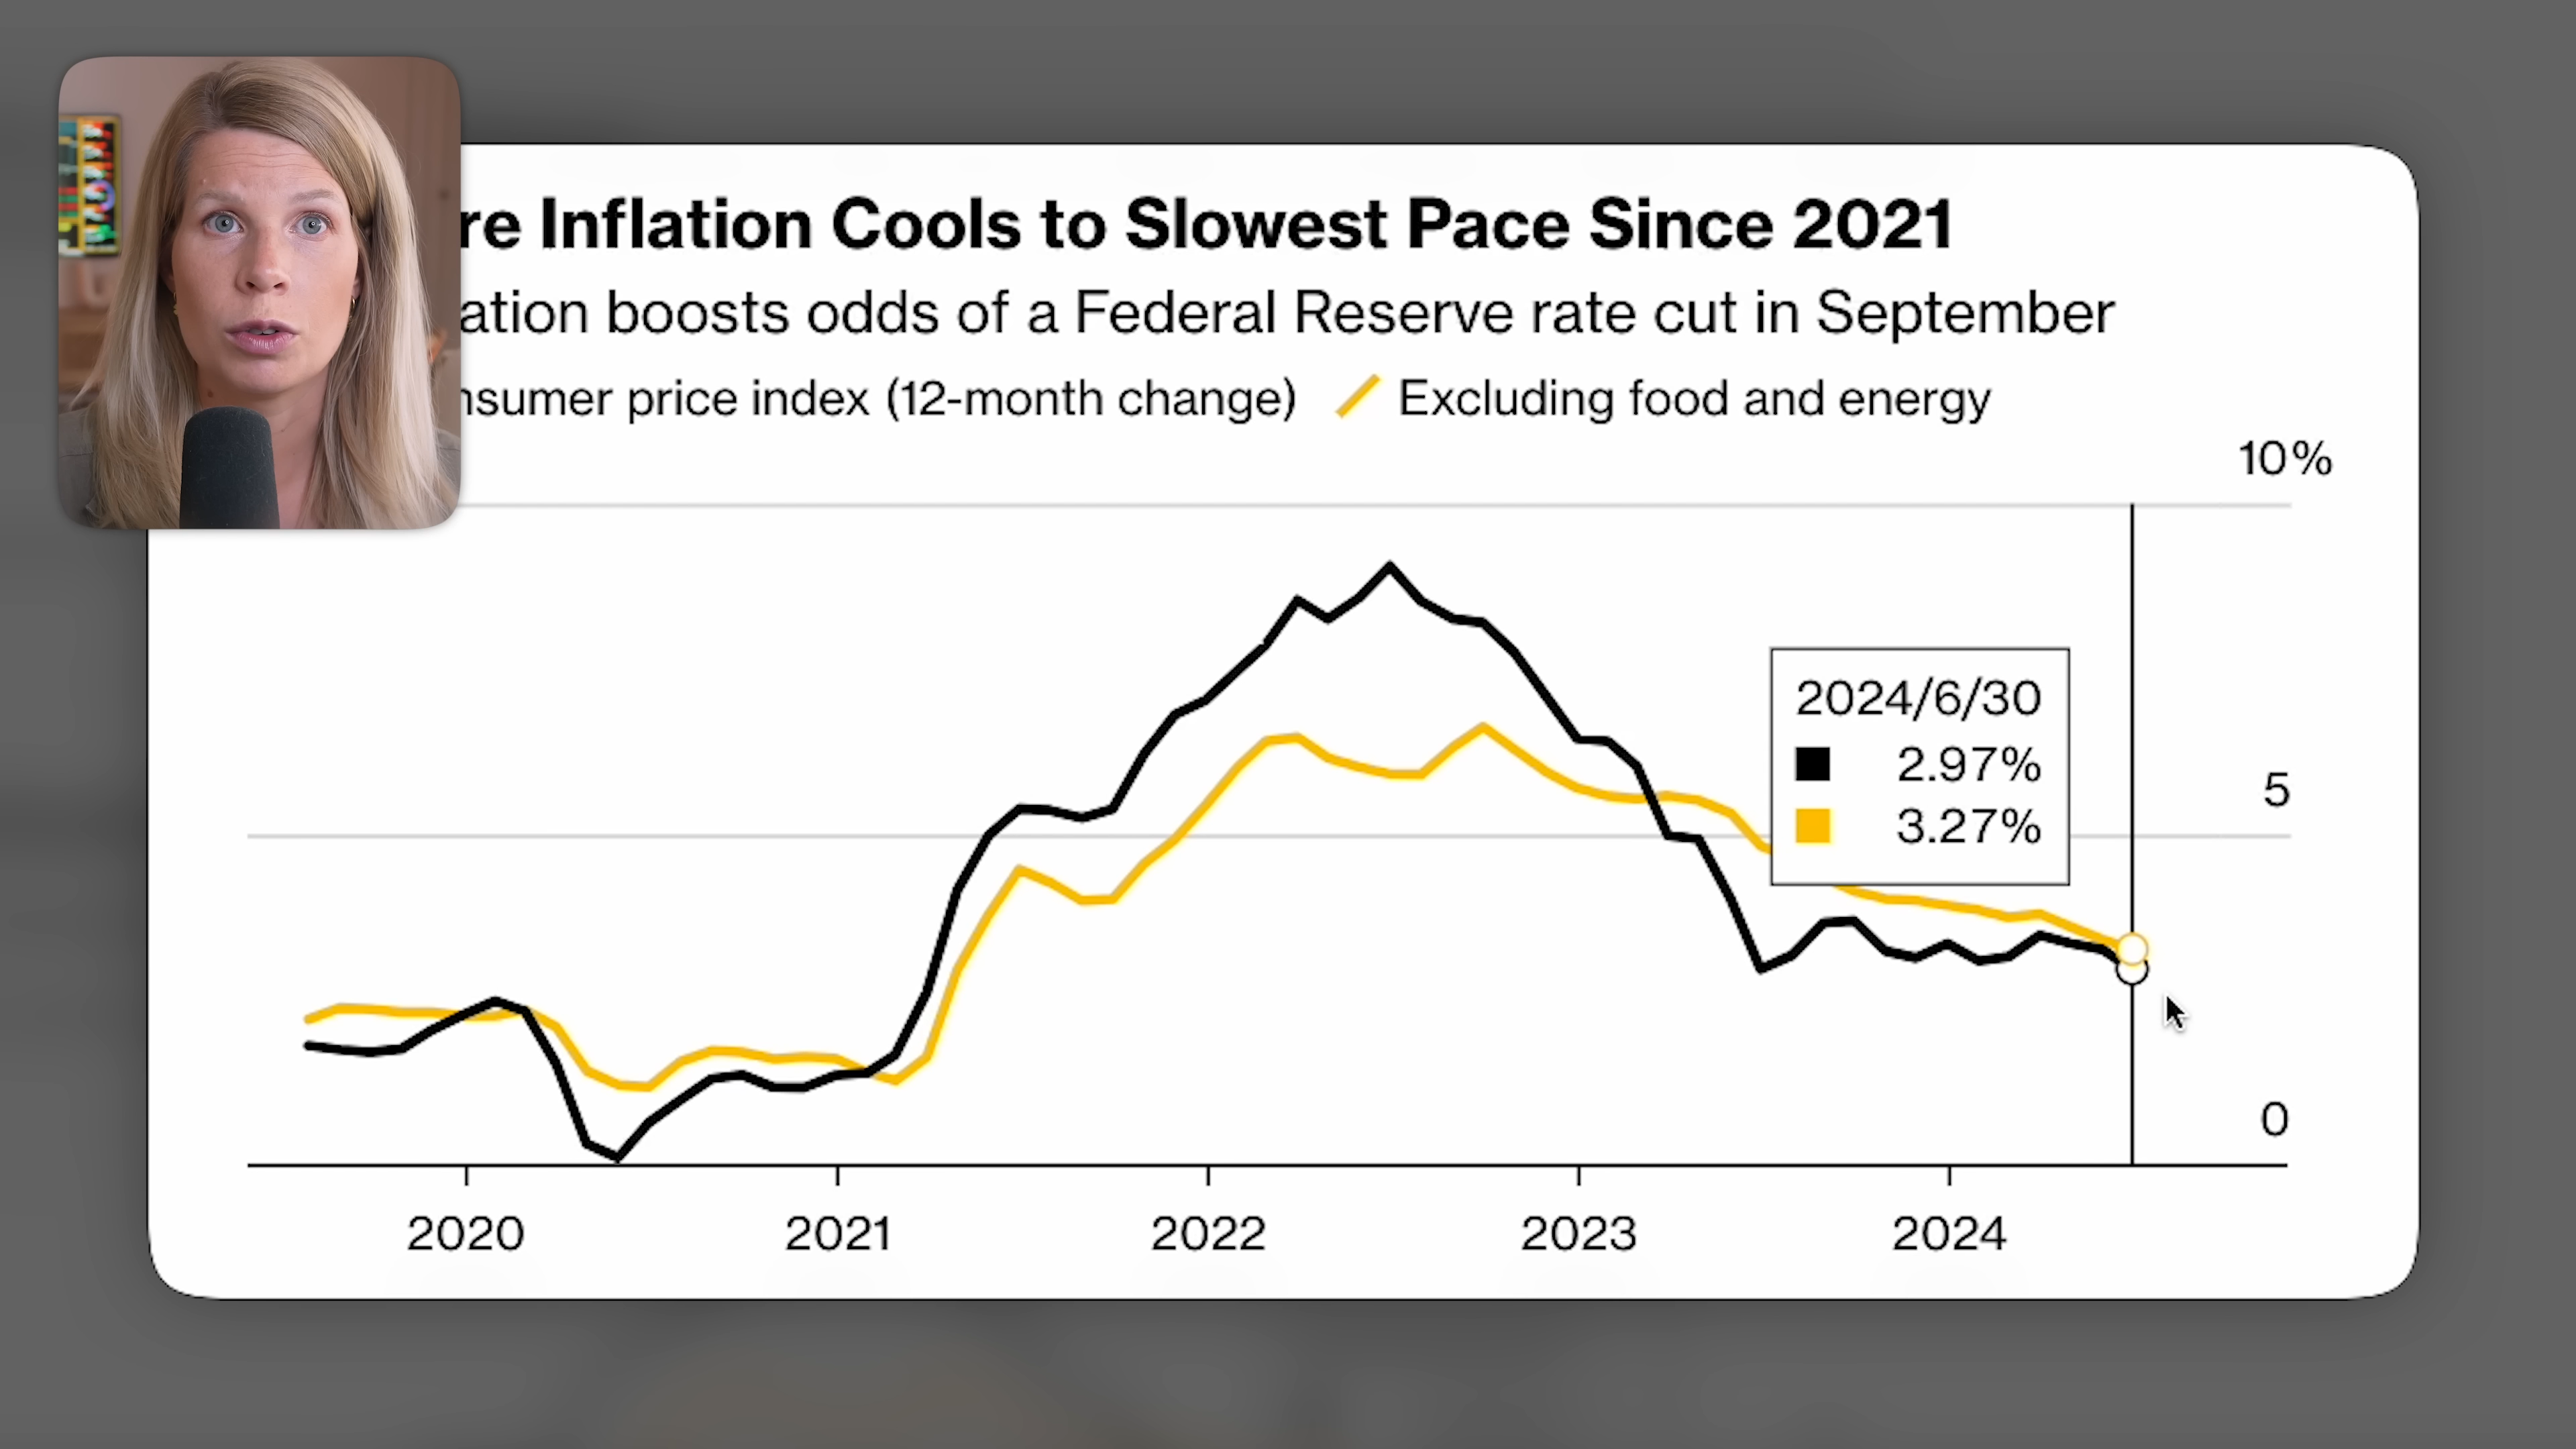 re Inflation Cools to Slowest Pace Since 2021
ation boosts odds of a Federal Reserve rate cut in September
nsumer price index (12-month change) Excluding food and energy
10%
2024/6/30
2.97%
3.27%
5
0
2020 2021 2022 2023 2024